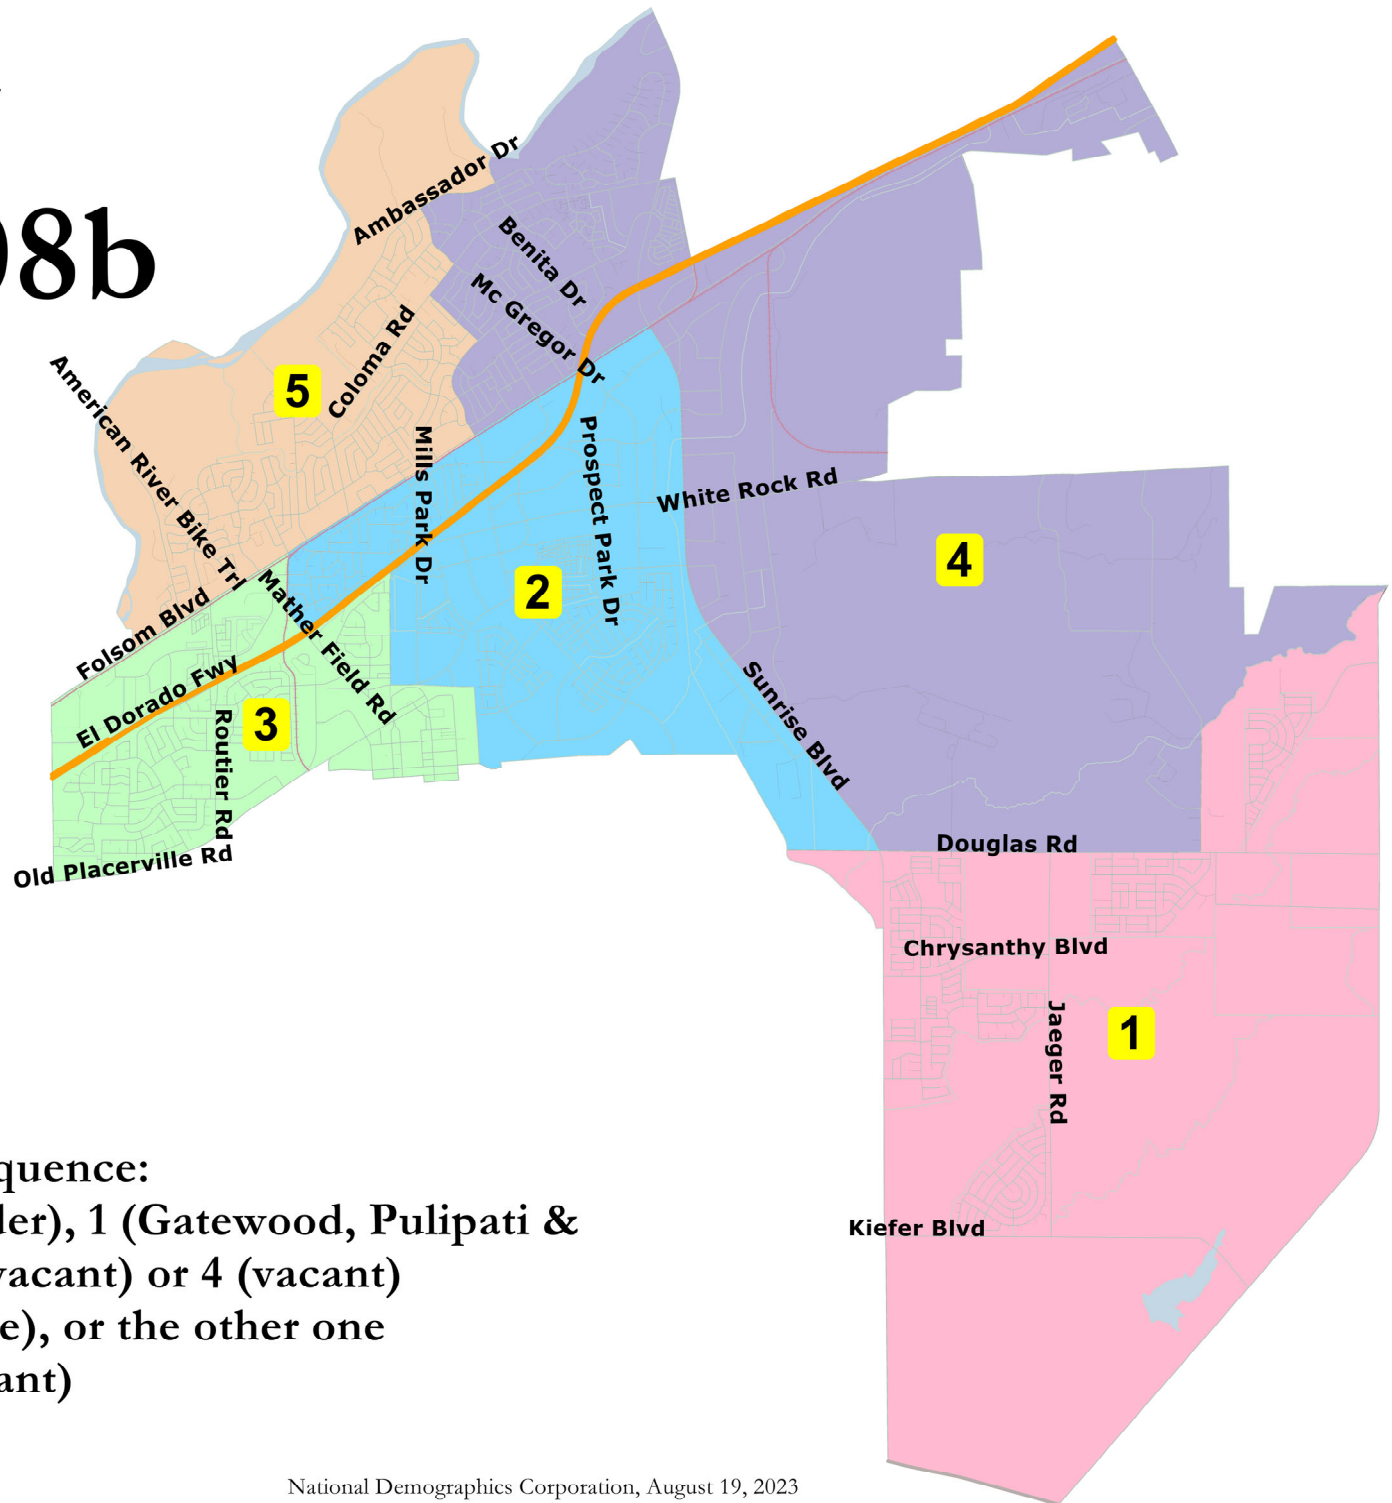 8b
Ambassador Dr
Benita Dr
Mc Gregor Dr
Coloma Rd
American River Bike Trl
5
Mills Park Dr
Prospect Park Dr
White Rock Rd
4
2
Folsom Blvd
Mather Field Rd
El Dorado Fwy
3
Routier Rd
Sunrise Blvd
Old Placerville Rd
Douglas Rd
Chrysanthy Blvd
Jaeger Rd
1
Kiefer Blvd
quence:
er), 1 (Gatewood, Pulipati &
vacant) or 4 (vacant)
e), or the other one
ant)
National Demographics Corporation, August 19, 2023